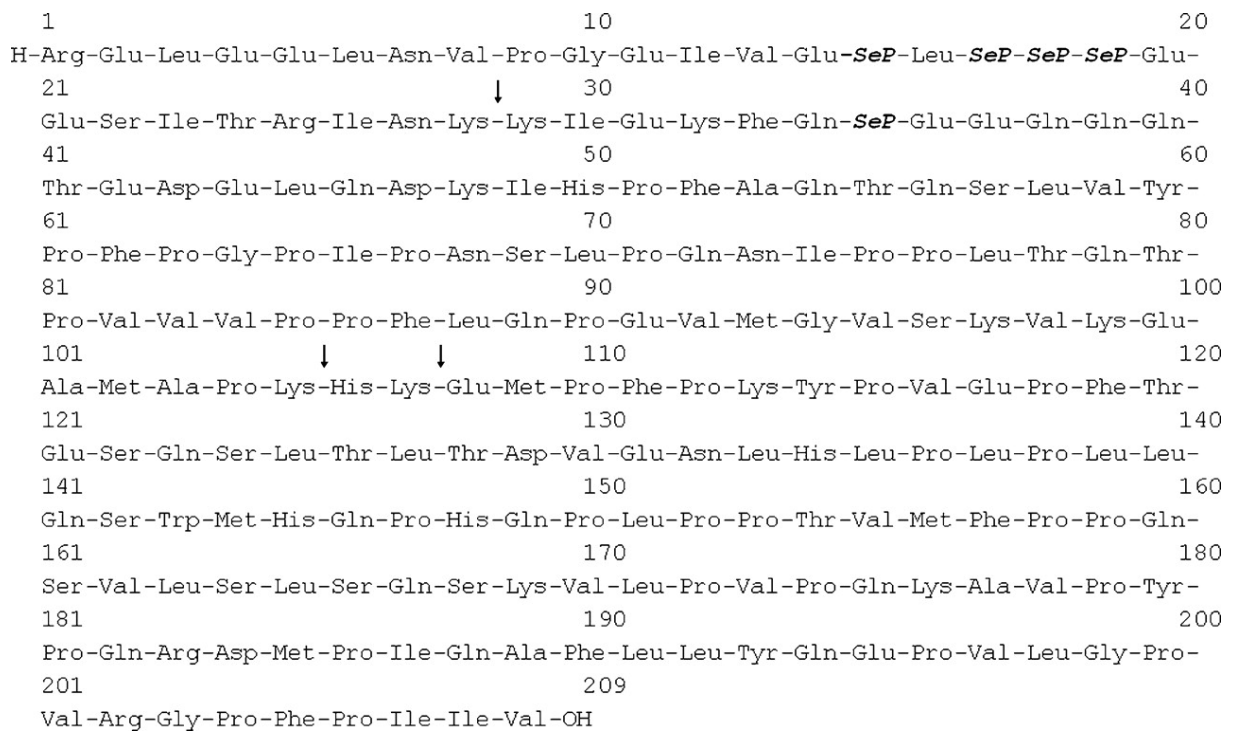 1 10 20
H-Arg-Glu-Leu-Glu-Glu-Leu-Asn-Val-Pro-Gly-Glu-Ile-Val-Glu-SeP-Leu-SeP-SeP-SeP-Glu-
21 ↓ 30 40
Glu-Ser-Ile-Thr-Arg-Ile-Asn-Lys-Lys-Ile-Glu-Lys-Phe-Gln-SeP-Glu-Glu-Gln-Gln-Gln-
41 50 60
Thr-Glu-Asp-Glu-Leu-Gln-Asp-Lys-Ile-His-Pro-Phe-Ala-Gln-Thr-Gln-Ser-Leu-Val-Tyr-
61 70 80
Pro-Phe-Pro-Gly-Pro-Ile-Pro-Asn-Ser-Leu-Pro-Gln-Asn-Ile-Pro-Pro-Leu-Thr-Gln-Thr-
81 90 100
Pro-Val-Val-Val-Pro-Pro-Phe-Leu-Gln-Pro-Glu-Val-Met-Gly-Val-Ser-Lys-Val-Lys-Glu-
101 ↓ ↓ 110 120
Ala-Met-Ala-Pro-Lys-His-Lys-Glu-Met-Pro-Phe-Pro-Lys-Tyr-Pro-Val-Glu-Pro-Phe-Thr-
121 130 140
Glu-Ser-Gln-Ser-Leu-Thr-Leu-Thr-Asp-Val-Glu-Asn-Leu-His-Leu-Pro-Leu-Pro-Leu-Leu-
141 150 160
Gln-Ser-Trp-Met-His-Gln-Pro-His-Gln-Pro-Leu-Pro-Pro-Thr-Val-Met-Phe-Pro-Pro-Gln-
161 170 180
Ser-Val-Leu-Ser-Leu-Ser-Gln-Ser-Lys-Val-Leu-Pro-Val-Pro-Gln-Lys-Ala-Val-Pro-Tyr-
181 190 200
Pro-Gln-Arg-Asp-Met-Pro-Ile-Gln-Ala-Phe-Leu-Leu-Tyr-Gln-Glu-Pro-Val-Leu-Gly-Pro-
201 209
Val-Arg-Gly-Pro-Phe-Pro-Ile-Ile-Val-OH